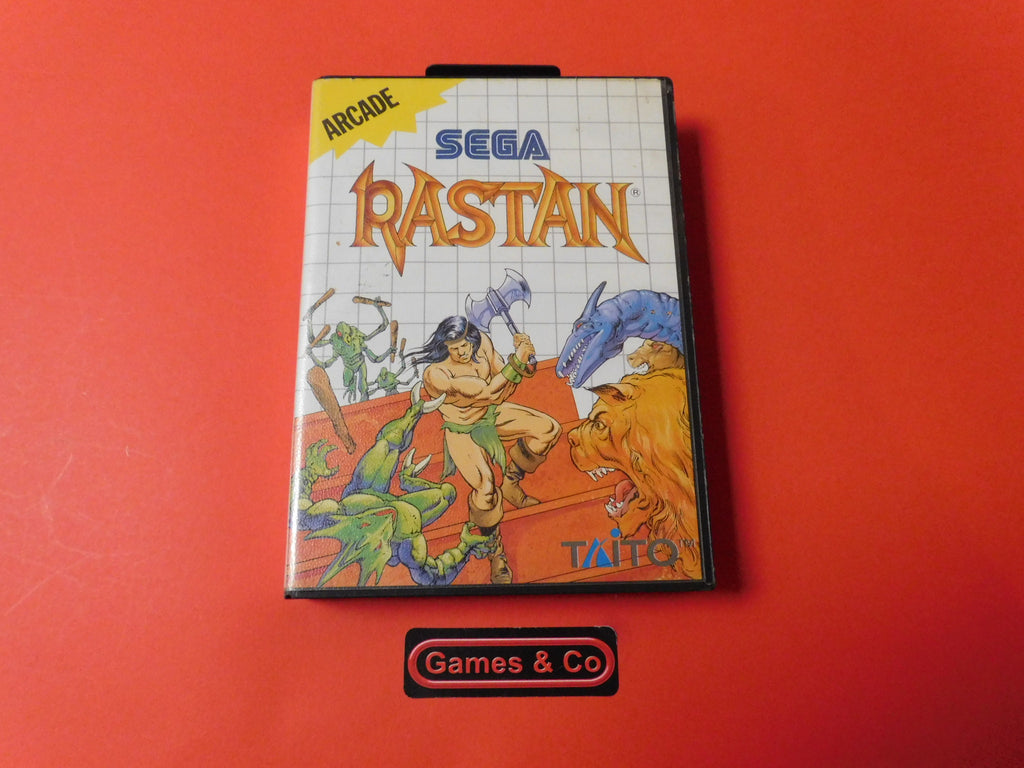 ARCADE
SEGA
RASTAN®
TAITO™
Games & Co